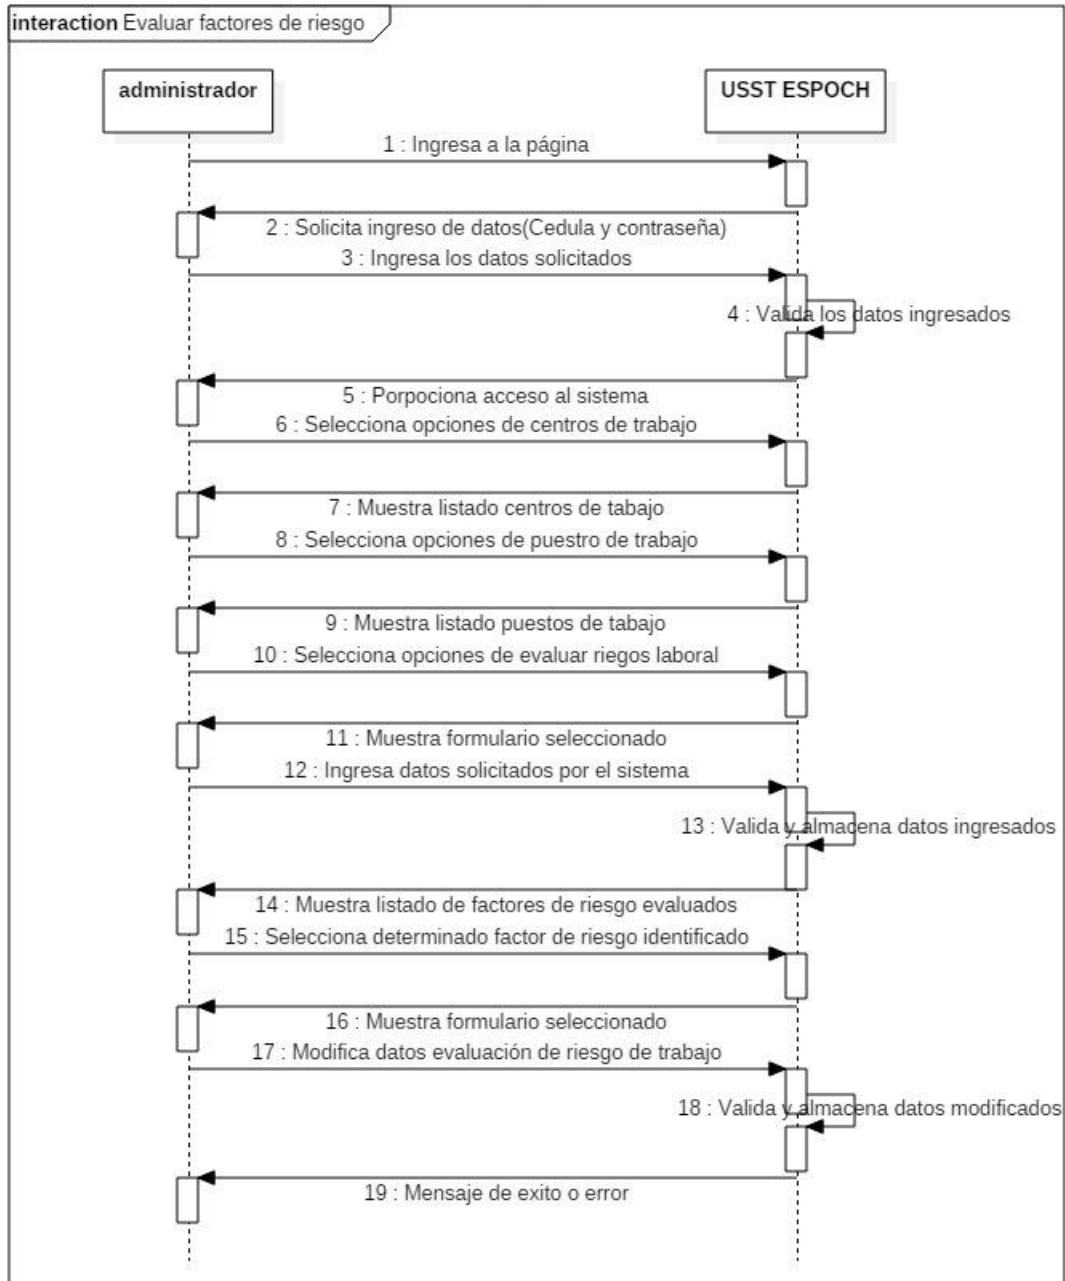 interaction Evaluar factores de riesgo
administrador
USST ESPOCH
1 : Ingresa a la página
2 : Solicita ingreso de datos(Cedula y contraseña)
3 : Ingresa los datos solicitados
4 : Valida los datos ingresados
5 : Porpociona acceso al sistema
6 : Selecciona opciones de centros de trabajo
7 : Muestra listado centros de tabajo
8 : Selecciona opciones de puestro de trabajo
9 : Muestra listado puestos de tabajo
10 : Selecciona opciones de evaluar riegos laboral
11 : Muestra formulario seleccionado
12 : Ingresa datos solicitados por el sistema
13 : Valida y almacena datos ingresados
14 : Muestra listado de factores de riesgo evaluados
15 : Selecciona determinado factor de riesgo identificado
16 : Muestra formulario seleccionado
17 : Modifica datos evaluación de riesgo de trabajo
18 : Valida y almacena datos modificados
19 : Mensaje de exito o error